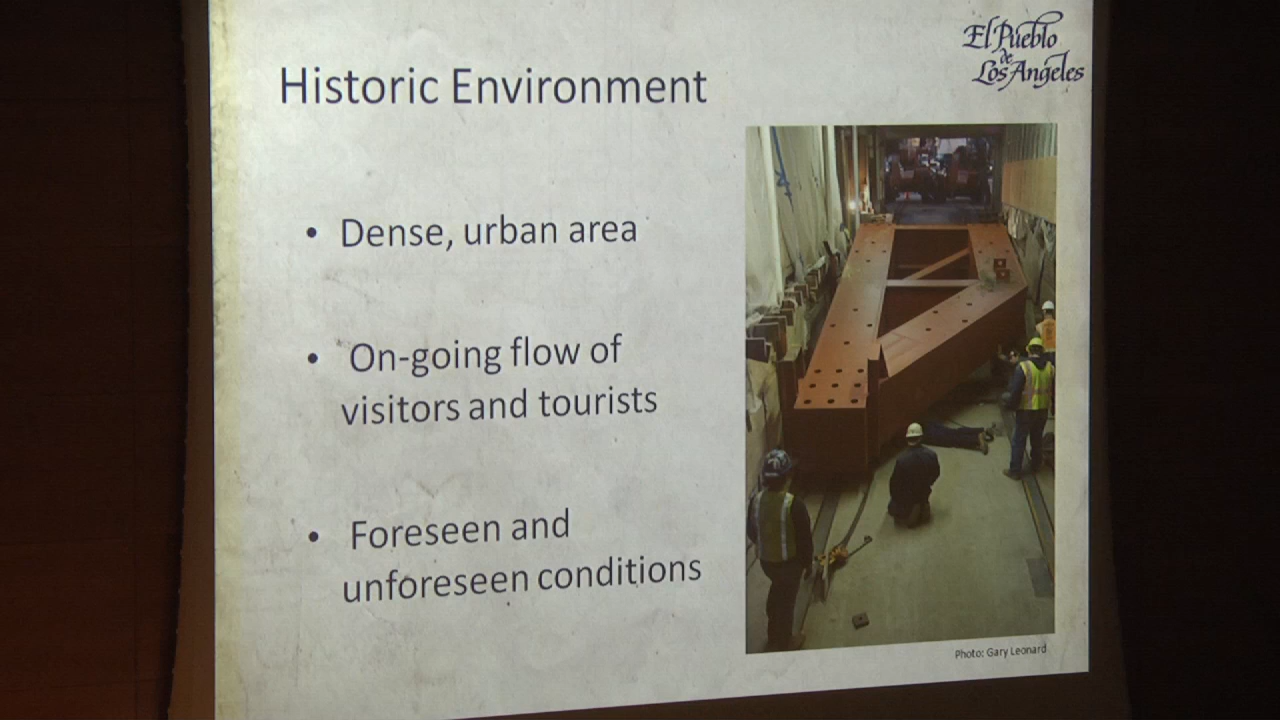 El Pueblo
de
Los Angeles
Historic Environment
• Dense, urban area
• On-going flow of
visitors and tourists
• Foreseen and
unforeseen conditions
Photo: Gary Leonard